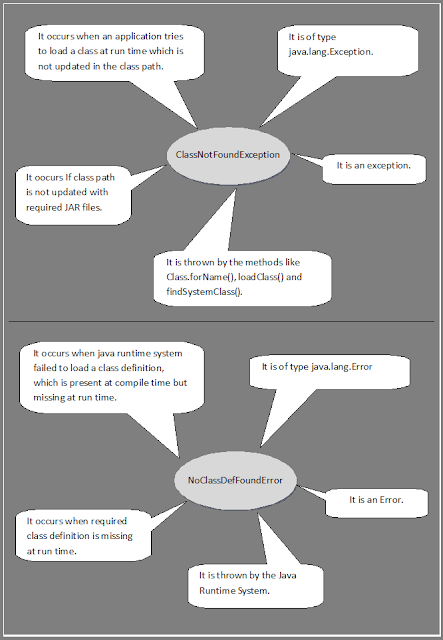 It occurs when an application tries
to load a class at run time which is
not updated in the class path.
It is of type
java.lang.Exception.
ClassNotFoundException
It is an exception.
It occurs If class path
is not updated with
required JAR files.
It is thrown by the methods like
Class.forName(), loadClass() and
findSystemClass().
It occurs when java runtime system
failed to load a class definition,
which is present at compile time but
missing at run time.
It is of type java.lang.Error
NoClassDefFoundError
It is an Error.
It occurs when required
class definition is missing
at run time.
It is thrown by the Java
Runtime System.